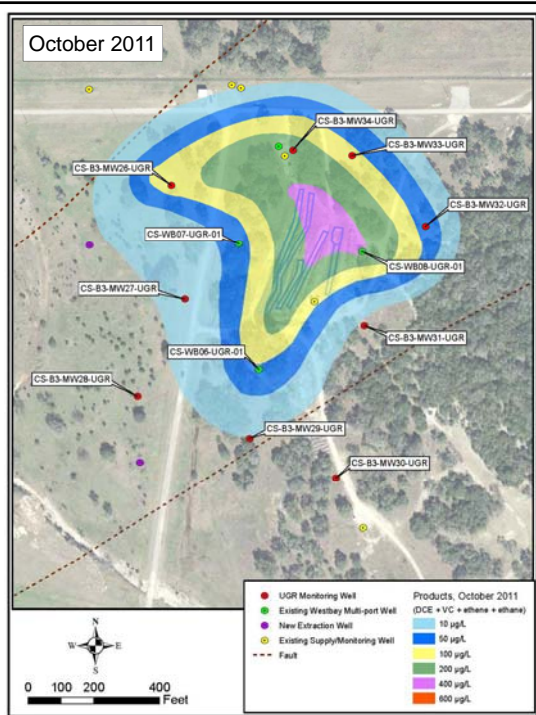 October 2011
CS-B3-MW34-UGR
CS-B3-MW33-UGR
CS-B3-MW26-UGR
CS-B3-MW32-UGR
CS-WB07-UGR-01
CS-WB08-UGR-01
CS-B3-MW27-UGR
CS-B3-MW31-UGR
CS-WB06-UGR-01
CS-B3-MW28-UGR
CS-B3-MW29-UGR
CS-B3-MW30-UGR
UGR Monitoring Well
Existing Westbay Multi-port Well
New Extraction Well
Existing Supply/Monitoring Well
Fault
Products, October 2011
(DCE + VC + ethene + ethane)
10 µg/L
50 µg/L
100 µg/L
200 µg/L
400 µg/L
600 µg/L
N
W E
S
0 100 200 400
Feet